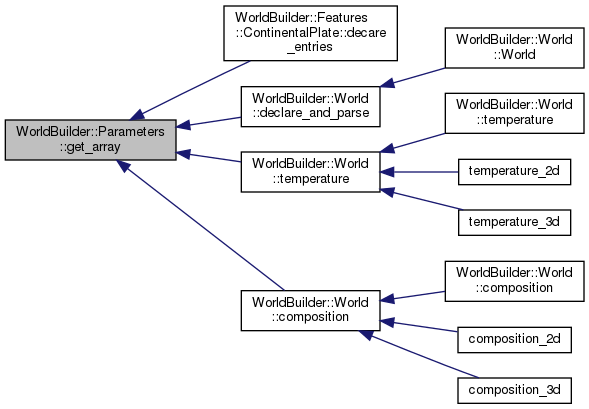 WorldBuilder::Parameters
::get_array
WorldBuilder::Features
::ContinentalPlate::decare
_entries
WorldBuilder::World
::declare_and_parse
WorldBuilder::World
::World
WorldBuilder::World
::temperature
WorldBuilder::World
::temperature
temperature_2d
temperature_3d
WorldBuilder::World
::composition
WorldBuilder::World
::composition
composition_2d
composition_3d